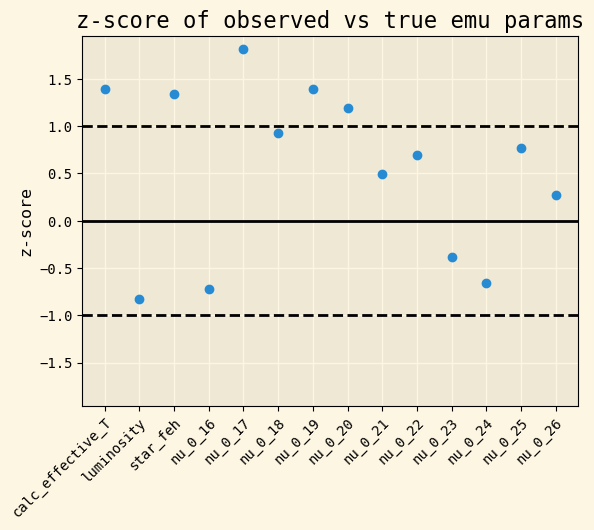 z-score of observed vs true emu params
z-score
1.5
1.0
0.5
0.0
−0.5
−1.0
−1.5
calc_effective_T
luminosity
star_feh
nu_0_16
nu_0_17
nu_0_18
nu_0_19
nu_0_20
nu_0_21
nu_0_22
nu_0_23
nu_0_24
nu_0_25
nu_0_26